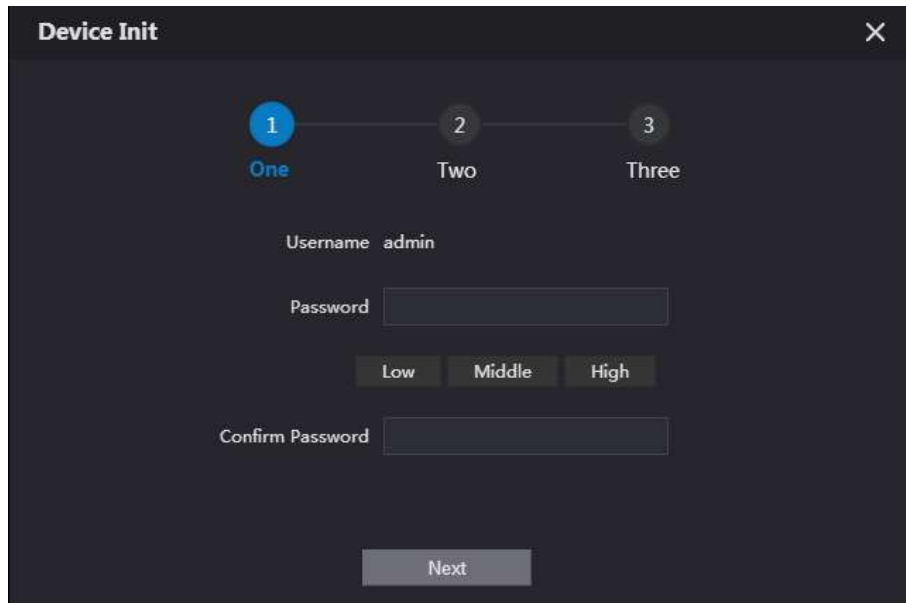 Device Init
1 2 3
One Two Three
Username admin
Password
Low Middle High
Confirm Password
Next